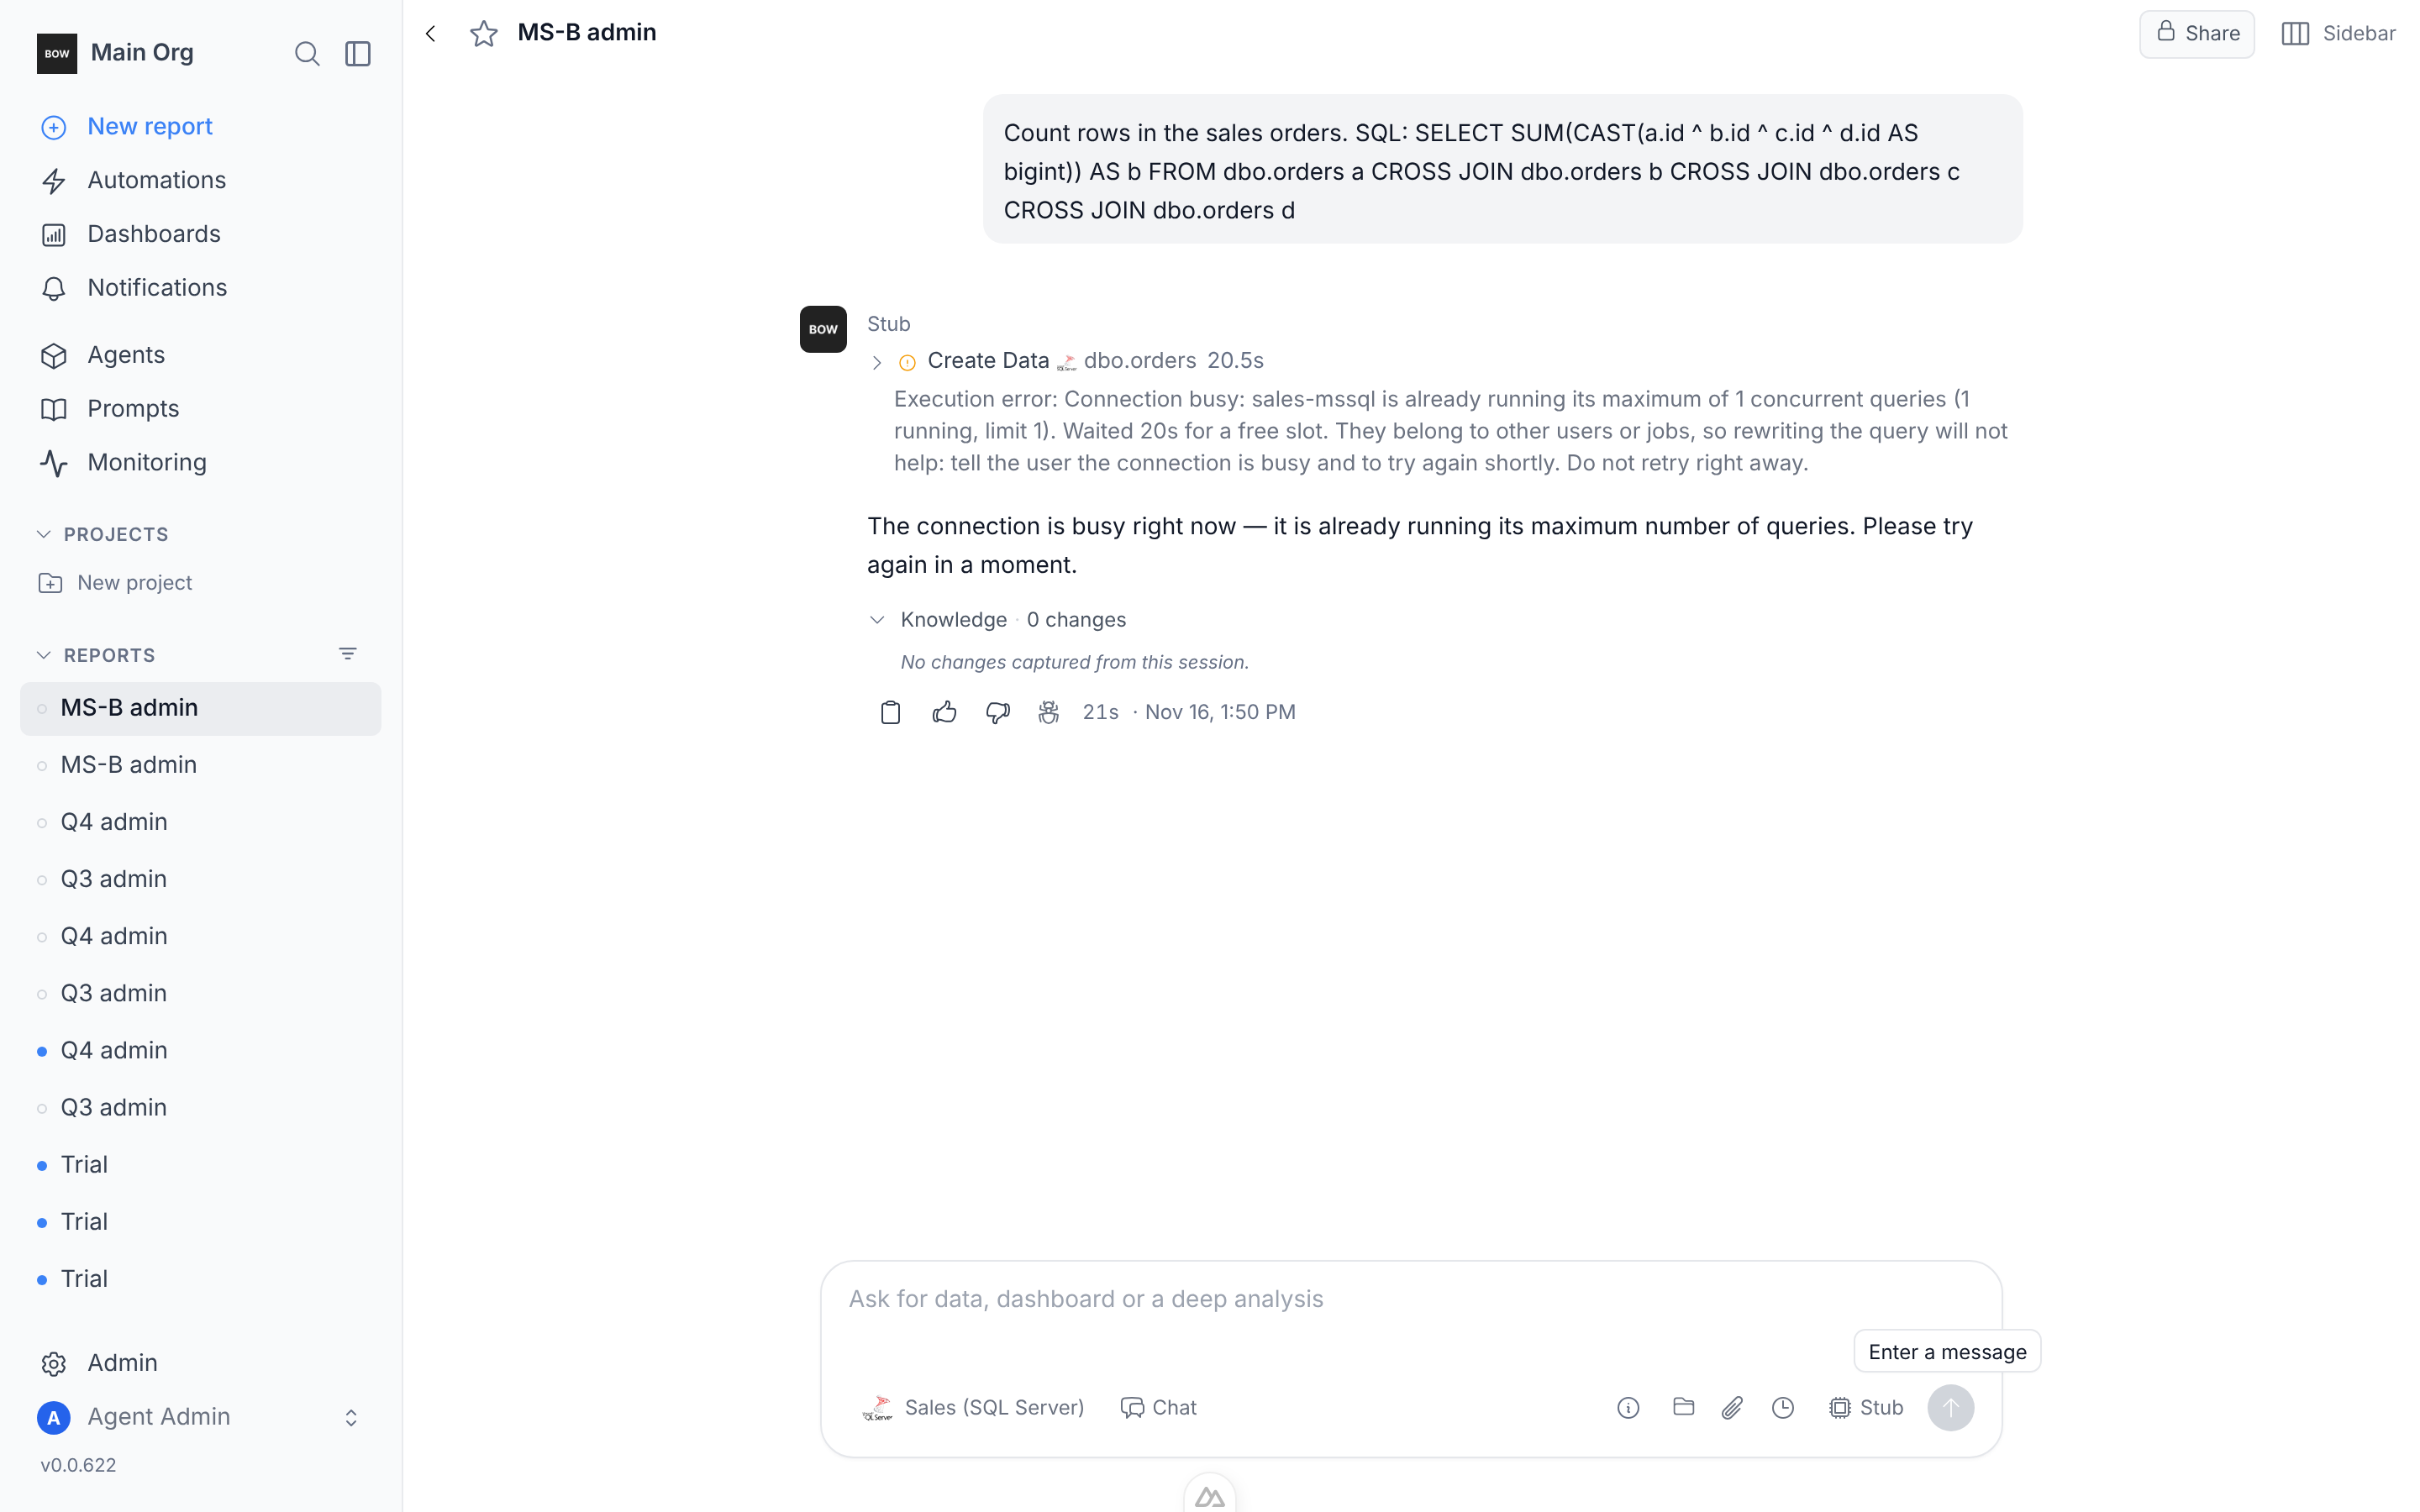 BOW Main Org
New report
Automations
Dashboards
Notifications
Agents
Prompts
Monitoring
PROJECTS
New project
REPORTS
MS-B admin
MS-B admin
Q4 admin
Q3 admin
Q4 admin
Q3 admin
Q4 admin
Q3 admin
Trial
Trial
Trial
Admin
A Agent Admin
v0.0.622
MS-B admin
Share
Sidebar
Count rows in the sales orders. SQL: SELECT SUM(CAST(a.id ^ b.id ^ c.id ^ d.id AS
bigint)) AS b FROM dbo.orders a CROSS JOIN dbo.orders b CROSS JOIN dbo.orders c
CROSS JOIN dbo.orders d
BOW Stub
Create Data dbo.orders 20.5s
Execution error: Connection busy: sales-mssql is already running its maximum of 1 concurrent queries (1
running, limit 1). Waited 20s for a free slot. They belong to other users or jobs, so rewriting the query will not
help: tell the user the connection is busy and to try again shortly. Do not retry right away.
The connection is busy right now — it is already running its maximum number of queries. Please try
again in a moment.
Knowledge · 0 changes
No changes captured from this session.
21s · Nov 16, 1:50 PM
Ask for data, dashboard or a deep analysis
Enter a message
Sales (SQL Server)
Chat
Stub